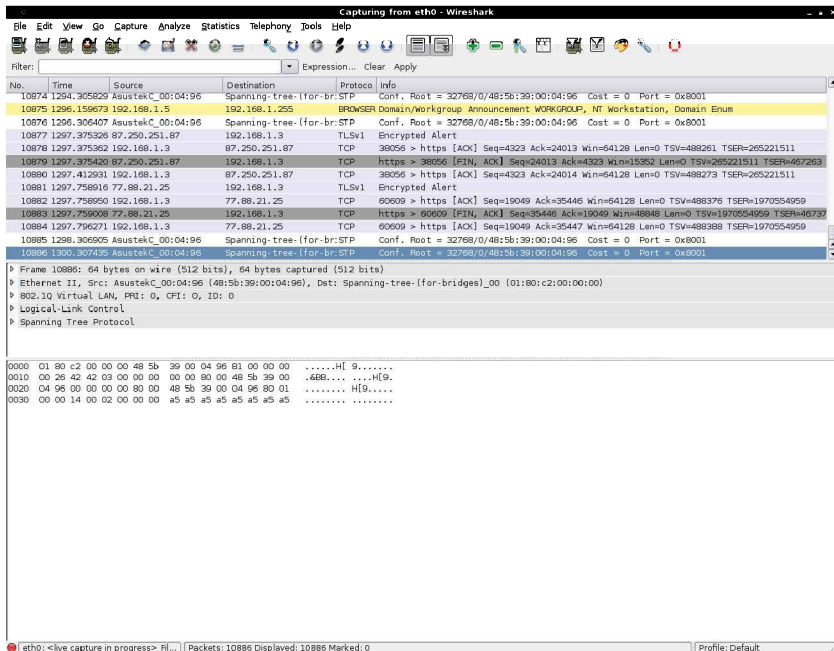 Capturing from eth0 - Wireshark
File Edit View Go Capture Analyze Statistics Telephony Tools Help
Filter: Expression... Clear Apply
No. Time Source Destination Protoco Info
10874 1294.305829 AsustekC_00:04:96 Spanning-tree-(for-br:STP Conf. Root = 32768/0/48:5b:39:00:04:96 Cost = 0 Port = 0x8001
10875 1296.159673 192.168.1.5 192.168.1.255 BROWSER Domain/Workgroup Announcement WORKGROUP, NT Workstation, Domain Enum
10876 1296.306407 AsustekC_00:04:96 Spanning-tree-(for-br:STP Conf. Root = 32768/0/48:5b:39:00:04:96 Cost = 0 Port = 0x8001
10877 1297.375326 87.250.251.87 192.168.1.3 TLSv1 Encrypted Alert
10878 1297.375362 192.168.1.3 87.250.251.87 TCP 38056 > https [ACK] Seq=4323 Ack=24013 Win=64128 Len=0 TSV=488261 TSER=265221511
10879 1297.375420 87.250.251.87 192.168.1.3 TCP https > 38056 [FIN, ACK] Seq=24013 Ack=4323 Win=15352 Len=0 TSV=265221511 TSER=467263
10880 1297.412931 192.168.1.3 87.250.251.87 TCP 38056 > https [ACK] Seq=4323 Ack=24014 Win=64128 Len=0 TSV=488273 TSER=265221511
10881 1297.758916 77.88.21.25 192.168.1.3 TLSv1 Encrypted Alert
10882 1297.758950 192.168.1.3 77.88.21.25 TCP 60609 > https [ACK] Seq=19049 Ack=35446 Win=64128 Len=0 TSV=488376 TSER=1970554959
10883 1297.759008 77.88.21.25 192.168.1.3 TCP https > 60609 [FIN, ACK] Seq=35446 Ack=19049 Win=48848 Len=0 TSV=1970554959 TSER=46737
10884 1297.796271 192.168.1.3 77.88.21.25 TCP 60609 > https [ACK] Seq=19049 Ack=35447 Win=64128 Len=0 TSV=488388 TSER=1970554959
10885 1298.306905 AsustekC_00:04:96 Spanning-tree-(for-br:STP Conf. Root = 32768/0/48:5b:39:00:04:96 Cost = 0 Port = 0x8001
10886 1300.307435 AsustekC_00:04:96 Spanning-tree-(for-br:STP Conf. Root = 32768/0/48:5b:39:00:04:96 Cost = 0 Port = 0x8001
Frame 10886: 64 bytes on wire (512 bits), 64 bytes captured (512 bits)
Ethernet II, Src: AsustekC_00:04:96 (48:5b:39:00:04:96), Dst: Spanning-tree-(for-bridges)_00 (01:80:c2:00:00:00)
802.1Q Virtual LAN, PRI: 0, CFI: 0, ID: 0
Logical-Link Control
Spanning Tree Protocol
0000 01 80 c2 00 00 00 48 5b 39 00 04 96 81 00 00 00 ......H[ 9.......
0010 00 26 42 42 03 00 00 00 00 00 80 00 48 5b 39 00 .&BB.... ....H[9.
0020 04 96 00 00 00 00 80 00 48 5b 39 00 04 96 80 01 ........ H[9.....
0030 00 00 14 00 02 00 00 00 a5 a5 a5 a5 a5 a5 a5 a5 ........ ........
eth0: <live capture in progress> Fil... Packets: 10886 Displayed: 10886 Marked: 0 Profile: Default